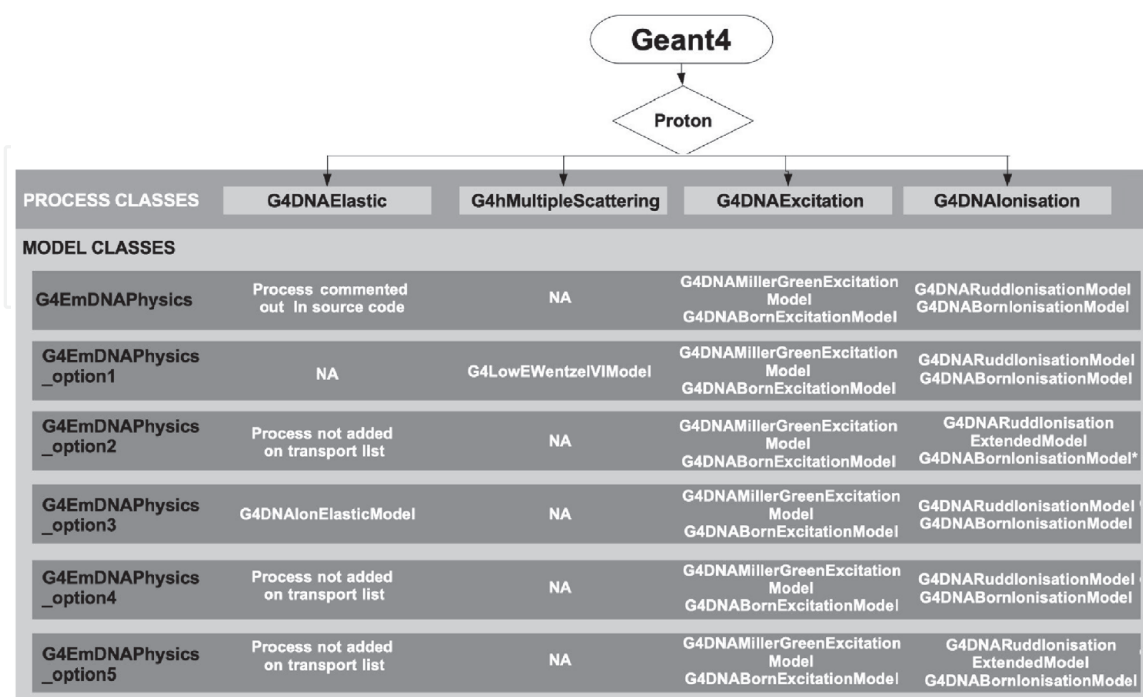 Geant4
Proton
PROCESS CLASSES
G4DNAElastic
G4hMultipleScattering
G4DNAExcitation
G4DNAIonisation
MODEL CLASSES
G4EmDNAPhysics
Process commented
out In source code
NA
G4DNAMillerGreenExcitation
Model
G4DNABornExcitationModel
G4DNARuddIonisationModel
G4DNABornIonisationModel
G4EmDNAPhysics
_option1
NA
G4LowEWentzelVIModel
G4DNAMillerGreenExcitation
Model
G4DNABornExcitationModel
G4DNARuddIonisationModel
G4DNABornIonisationModel
G4EmDNAPhysics
_option2
Process not added
on transport list
NA
G4DNAMillerGreenExcitation
Model
G4DNABornExcitationModel
G4DNARuddIonisation
ExtendedModel
G4DNABornIonisationModel*
G4EmDNAPhysics
_option3
G4DNAIonElasticModel
NA
G4DNAMillerGreenExcitation
Model
G4DNABornExcitationModel
G4DNARuddIonisationModel
G4DNABornIonisationModel
G4EmDNAPhysics
_option4
Process not added
on transport list
NA
G4DNAMillerGreenExcitation
Model
G4DNABornExcitationModel
G4DNARuddIonisationModel
G4DNABornIonisationModel
G4EmDNAPhysics
_option5
Process not added
on transport list
NA
G4DNAMillerGreenExcitation
Model
G4DNABornExcitationModel
G4DNARuddIonisation
ExtendedModel
G4DNABornIonisationModel